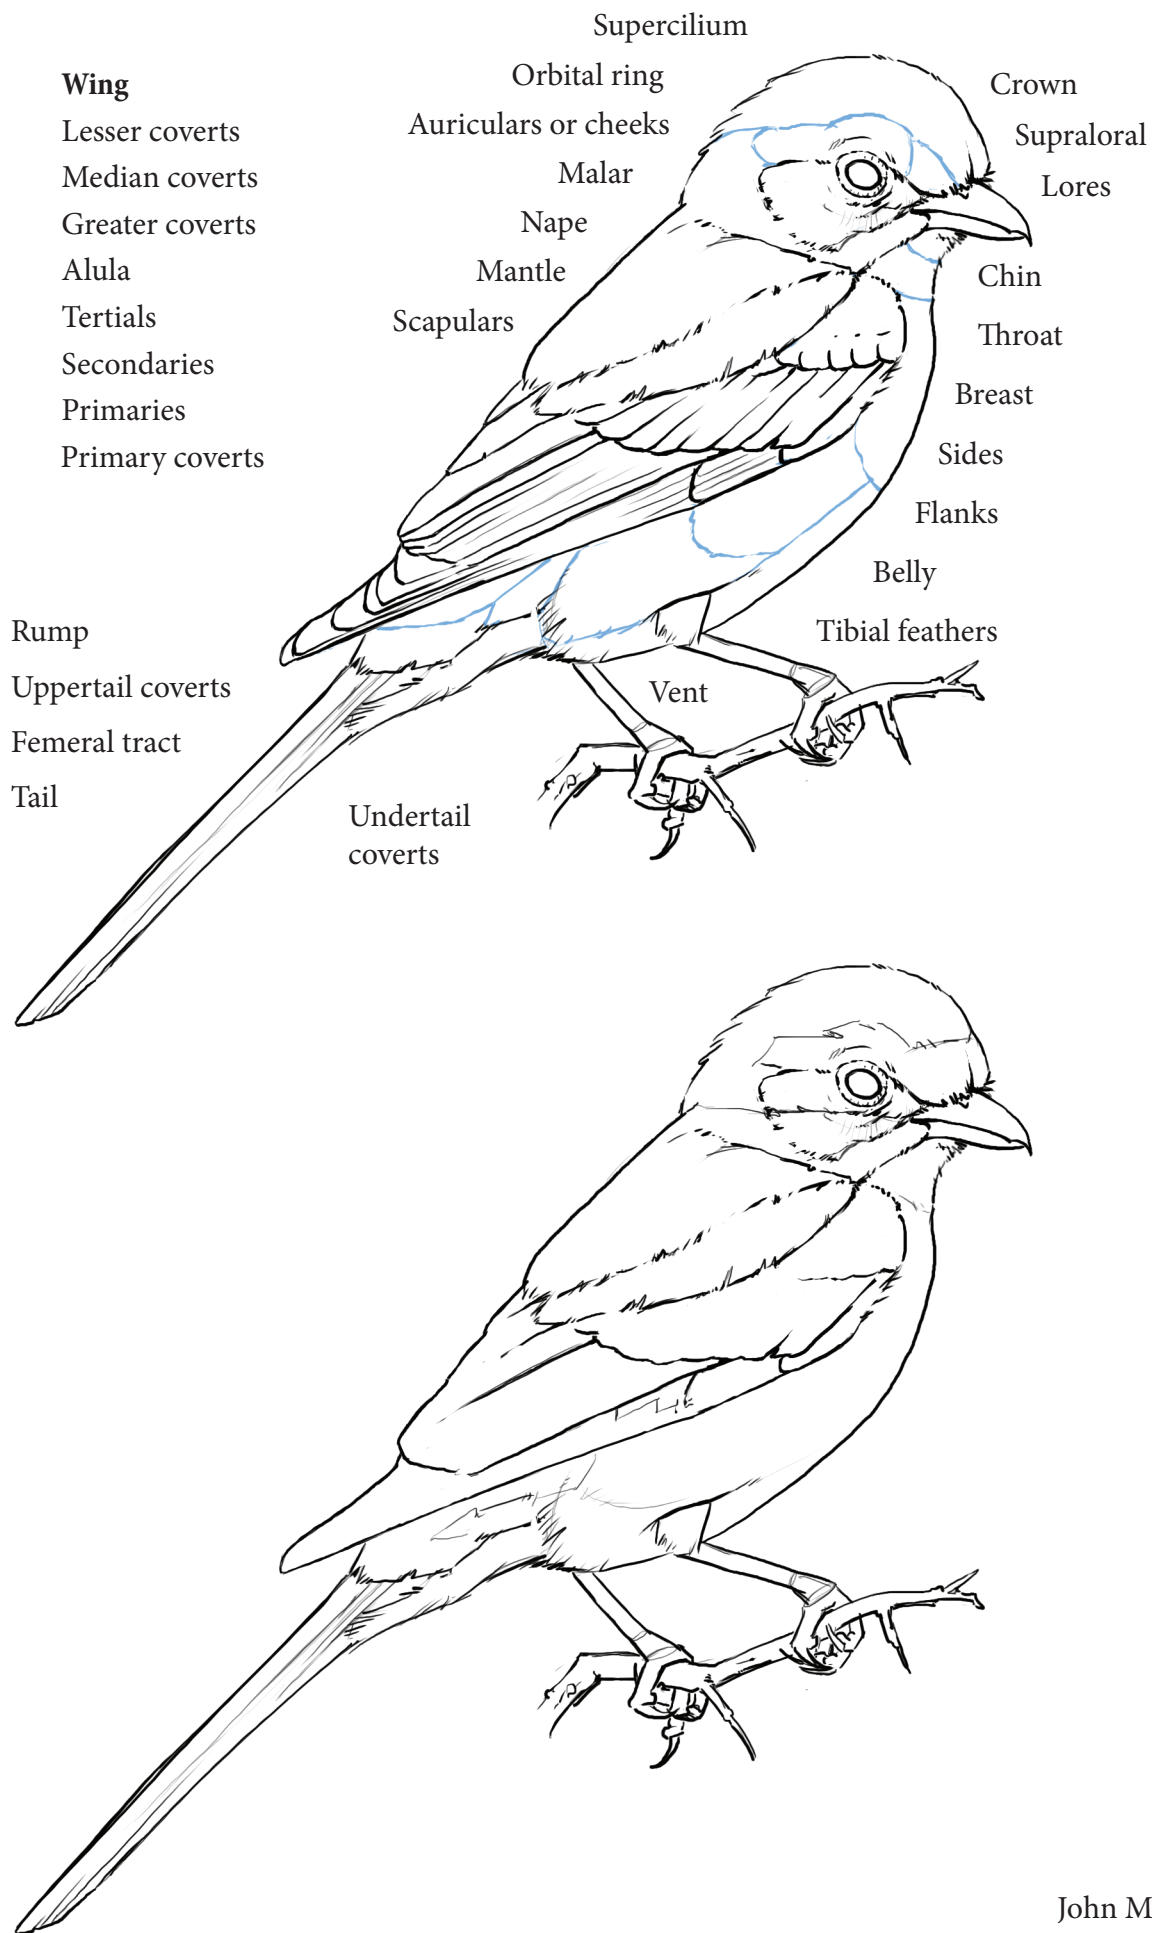 Supercilium
Orbital ring
Auriculars or cheeks
Malar
Nape
Mantle
Scapulars
Wing
Lesser coverts
Median coverts
Greater coverts
Alula
Tertials
Secondaries
Primaries
Primary coverts
Crown
Supraloral
Lores
Chin
Throat
Breast
Sides
Flanks
Belly
Tibial feathers
Vent
Rump
Uppertail coverts
Femeral tract
Tail
Undertail
coverts
John M